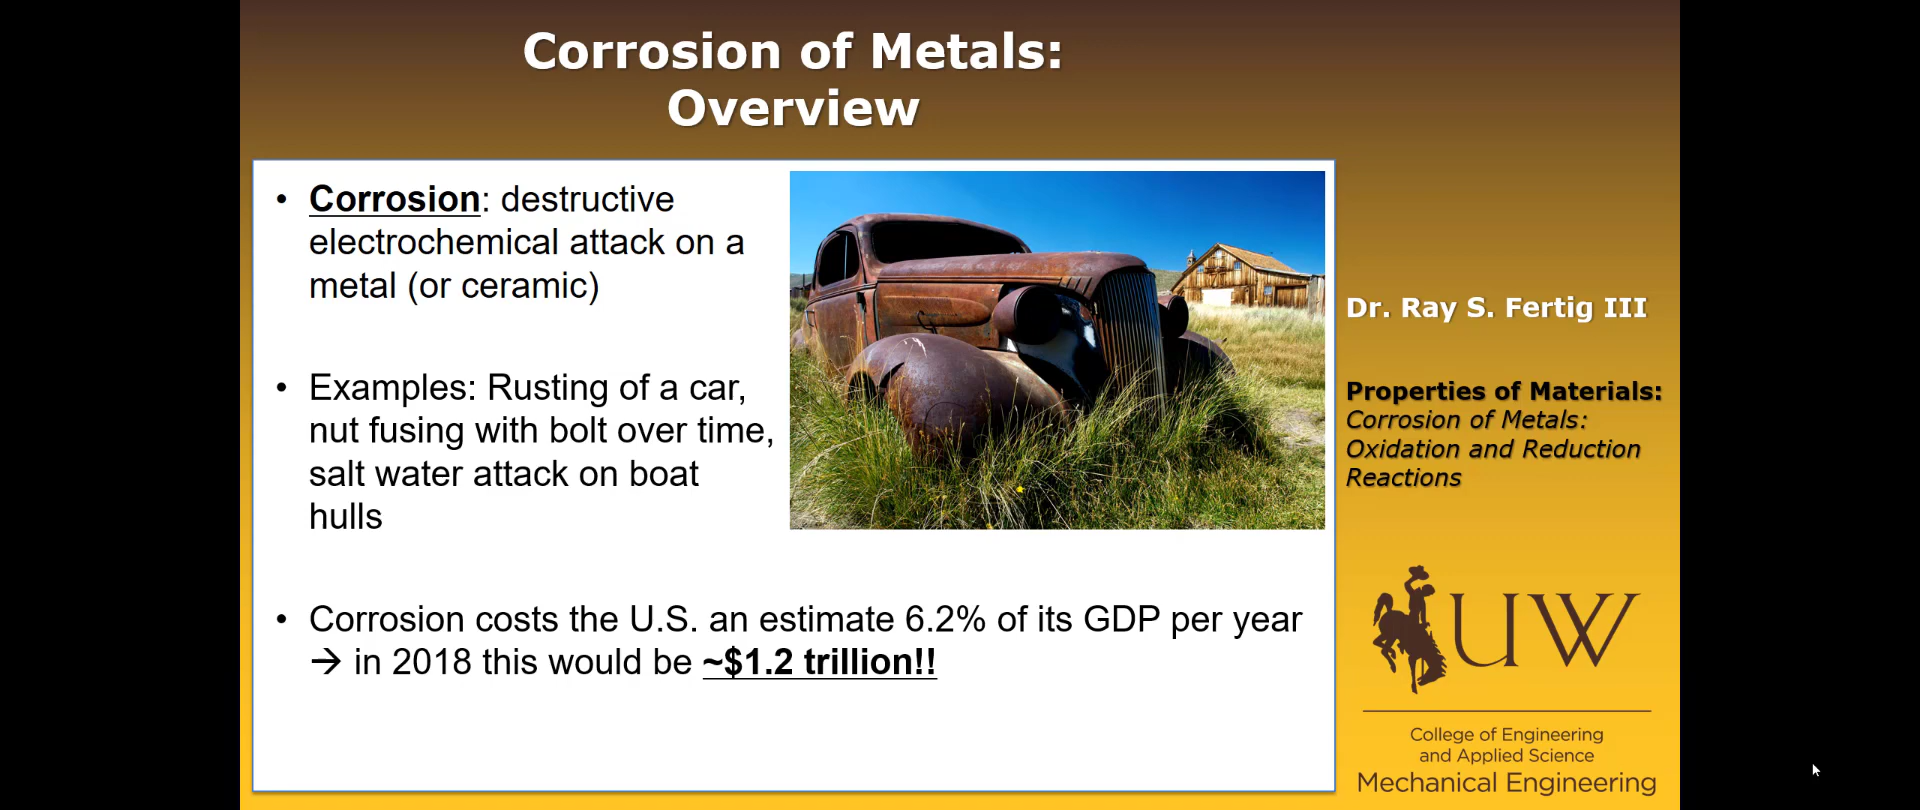 Corrosion of Metals:
Overview
• Corrosion: destructive
electrochemical attack on a
metal (or ceramic)
• Examples: Rusting of a car,
nut fusing with bolt over time,
salt water attack on boat
hulls
• Corrosion costs the U.S. an estimate 6.2% of its GDP per year
→ in 2018 this would be ~$1.2 trillion!!
Dr. Ray S. Fertig III
Properties of Materials:
Corrosion of Metals:
Oxidation and Reduction
Reactions
UW
College of Engineering
and Applied Science
Mechanical Engineering